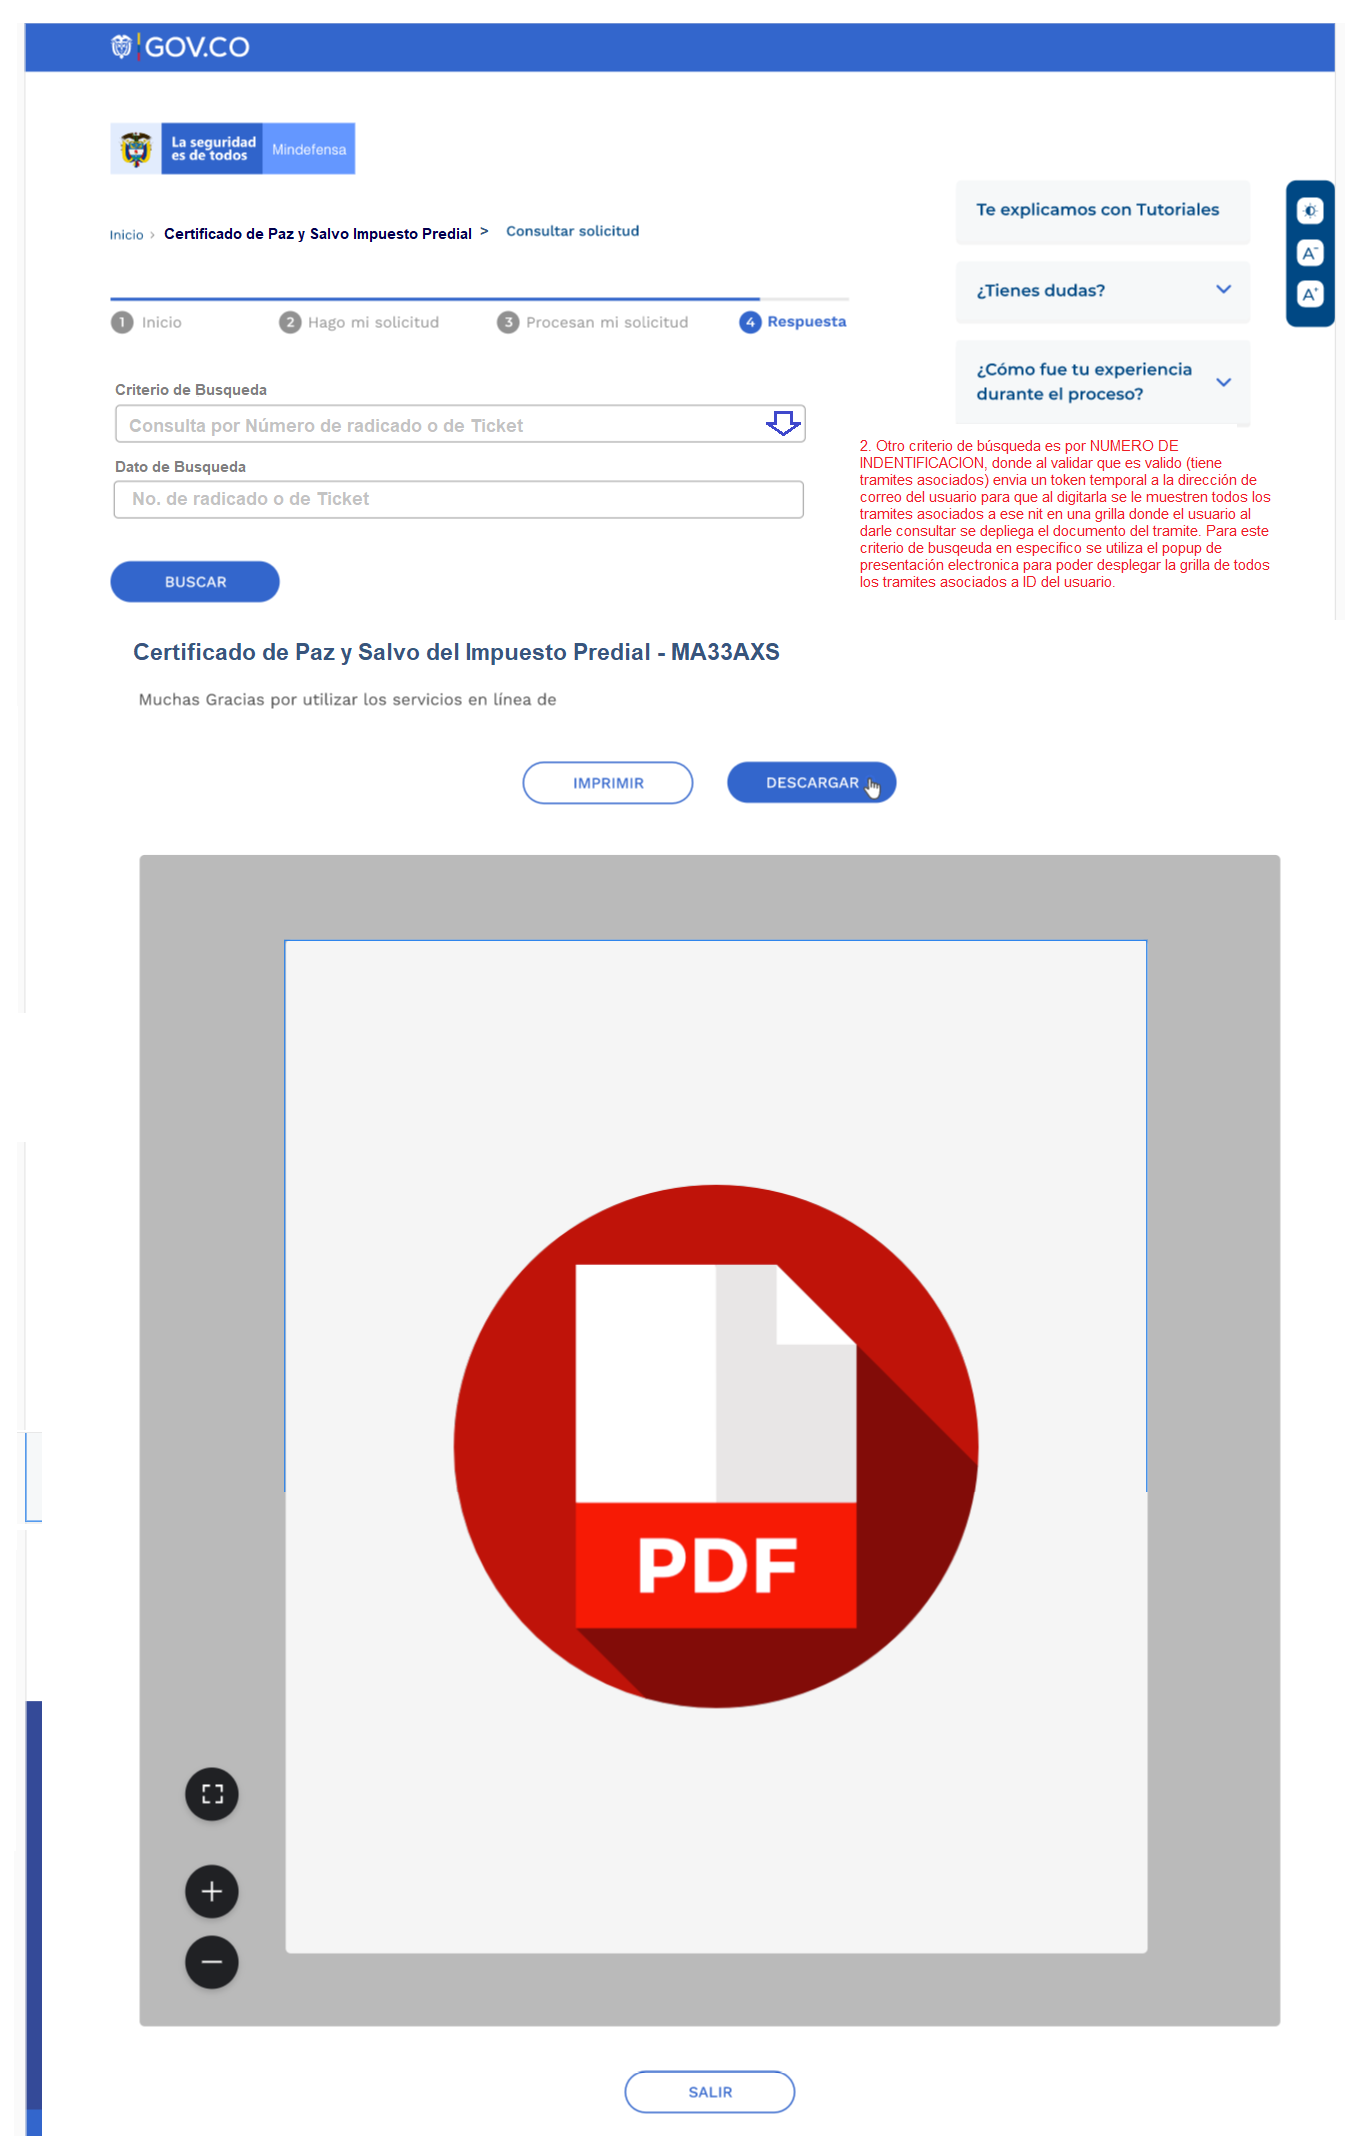 GOV.CO
La seguridad
es de todos
Mindefensa
Inicio > Certificado de Paz y Salvo Impuesto Predial > Consultar solicitud
Te explicamos con Tutoriales
¿Tienes dudas?
¿Cómo fue tu experiencia
durante el proceso?
A-
A+
1 Inicio
2 Hago mi solicitud
3 Procesan mi solicitud
4 Respuesta
Criterio de Busqueda
Consulta por Número de radicado o de Ticket
Dato de Busqueda
No. de radicado o de Ticket
2. Otro criterio de búsqueda es por NUMERO DE
INDENTIFICACION, donde al validar que es valido (tiene
tramites asociados) envia un token temporal a la dirección de
correo del usuario para que al digitarla se le muestren todos los
tramites asociados a ese nit en una grilla donde el usuario al
darle consultar se depliega el documento del tramite. Para este
criterio de busqeuda en especifico se utiliza el popup de
presentación electronica para poder desplegar la grilla de todos
los tramites asociados a ID del usuario.
BUSCAR
Certificado de Paz y Salvo del Impuesto Predial - MA33AXS
Muchas Gracias por utilizar los servicios en línea de
IMPRIMIR
DESCARGAR
PDF
SALIR